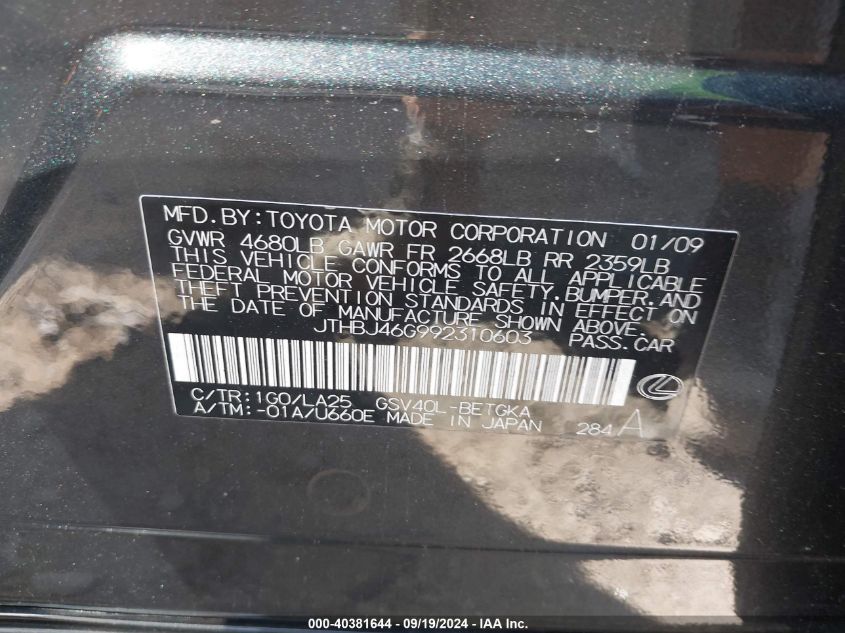 MFD.BY:TOYOTA MOTOR CORPORATION 01/09
GVWR 4680LB GAWR FR 2668LB RR 2359LB
THIS VEHICLE CONFORMS TO ALL APPLICABLE
FEDERAL MOTOR VEHICLE SAFETY,BUMPER,AND
THEFT PREVENTION STANDARDS IN EFFECT ON
THE DATE OF MANUFACTURE SHOWN ABOVE.
JTHBJ46G992310603 PASS.CAR
C/TR:1G0/LA25 GSV40L-BETGKA
A/TM:-01A/U660E MADE IN JAPAN 284 A
000-40381644 / 09/19/2024 - IAA Inc.